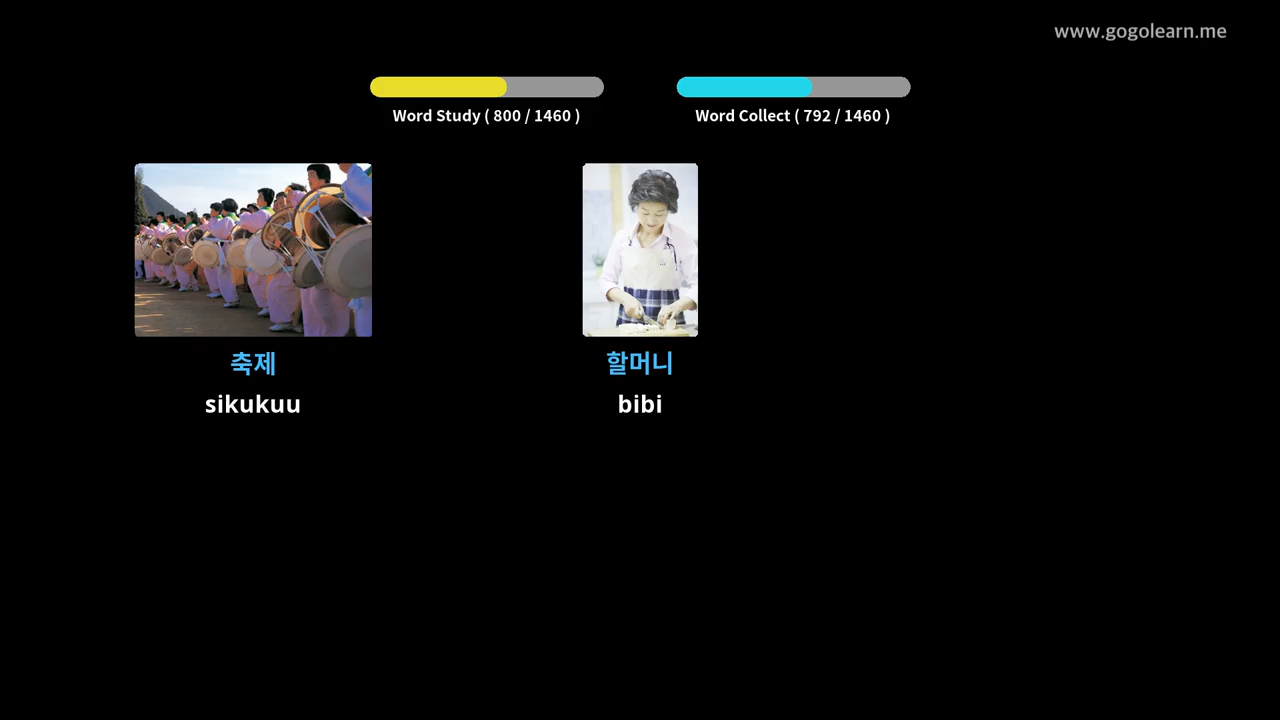 www.gogolearn.me
Word Study ( 800 / 1460 )
Word Collect ( 792 / 1460 )
축제
sikukuu
할머니
bibi